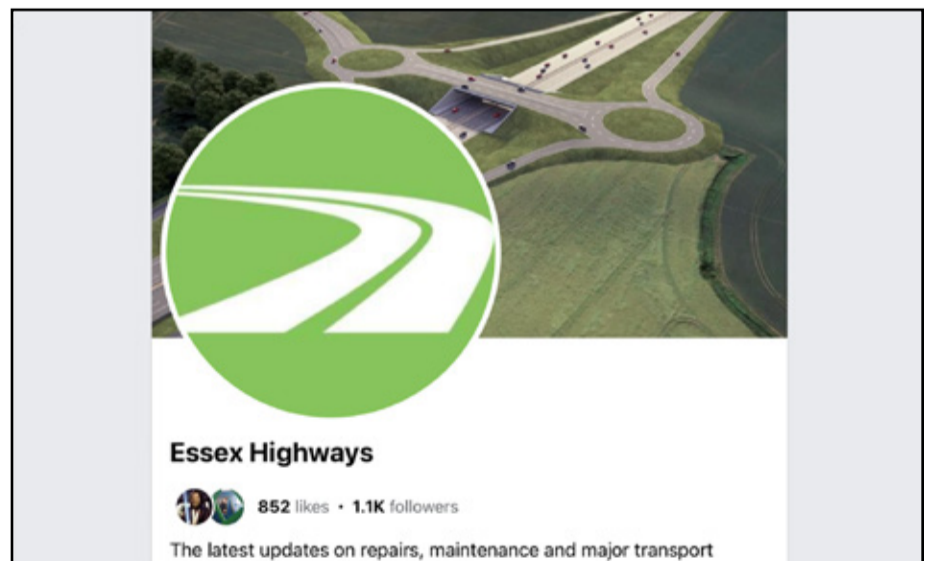 Essex Highways
852 likes • 1.1K followers
The latest updates on repairs, maintenance and major transport